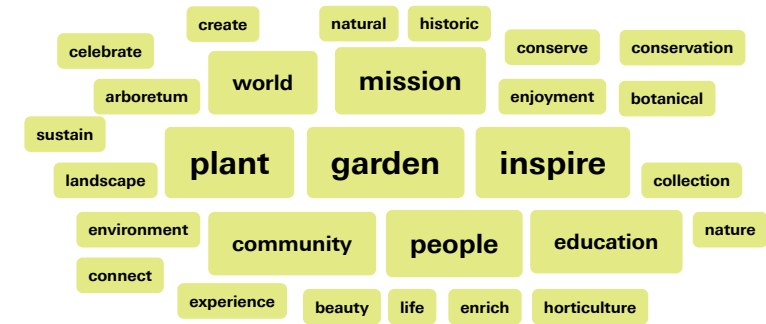 create
natural
historic
celebrate
conserve
conservation
world
mission
arboretum
enjoyment
botanical
sustain
plant
garden
inspire
landscape
collection
environment
community
people
education
nature
connect
experience
beauty
life
enrich
horticulture